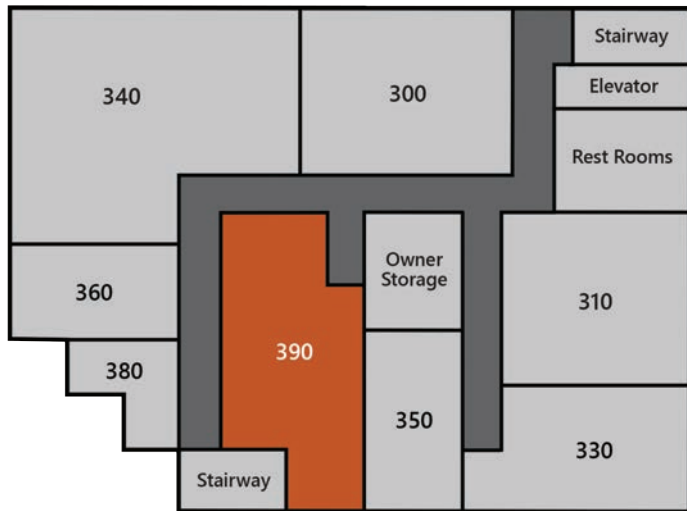 Stairway
Elevator
340
300
Rest Rooms
Owner
Storage
360
310
390
380
350
330
Stairway